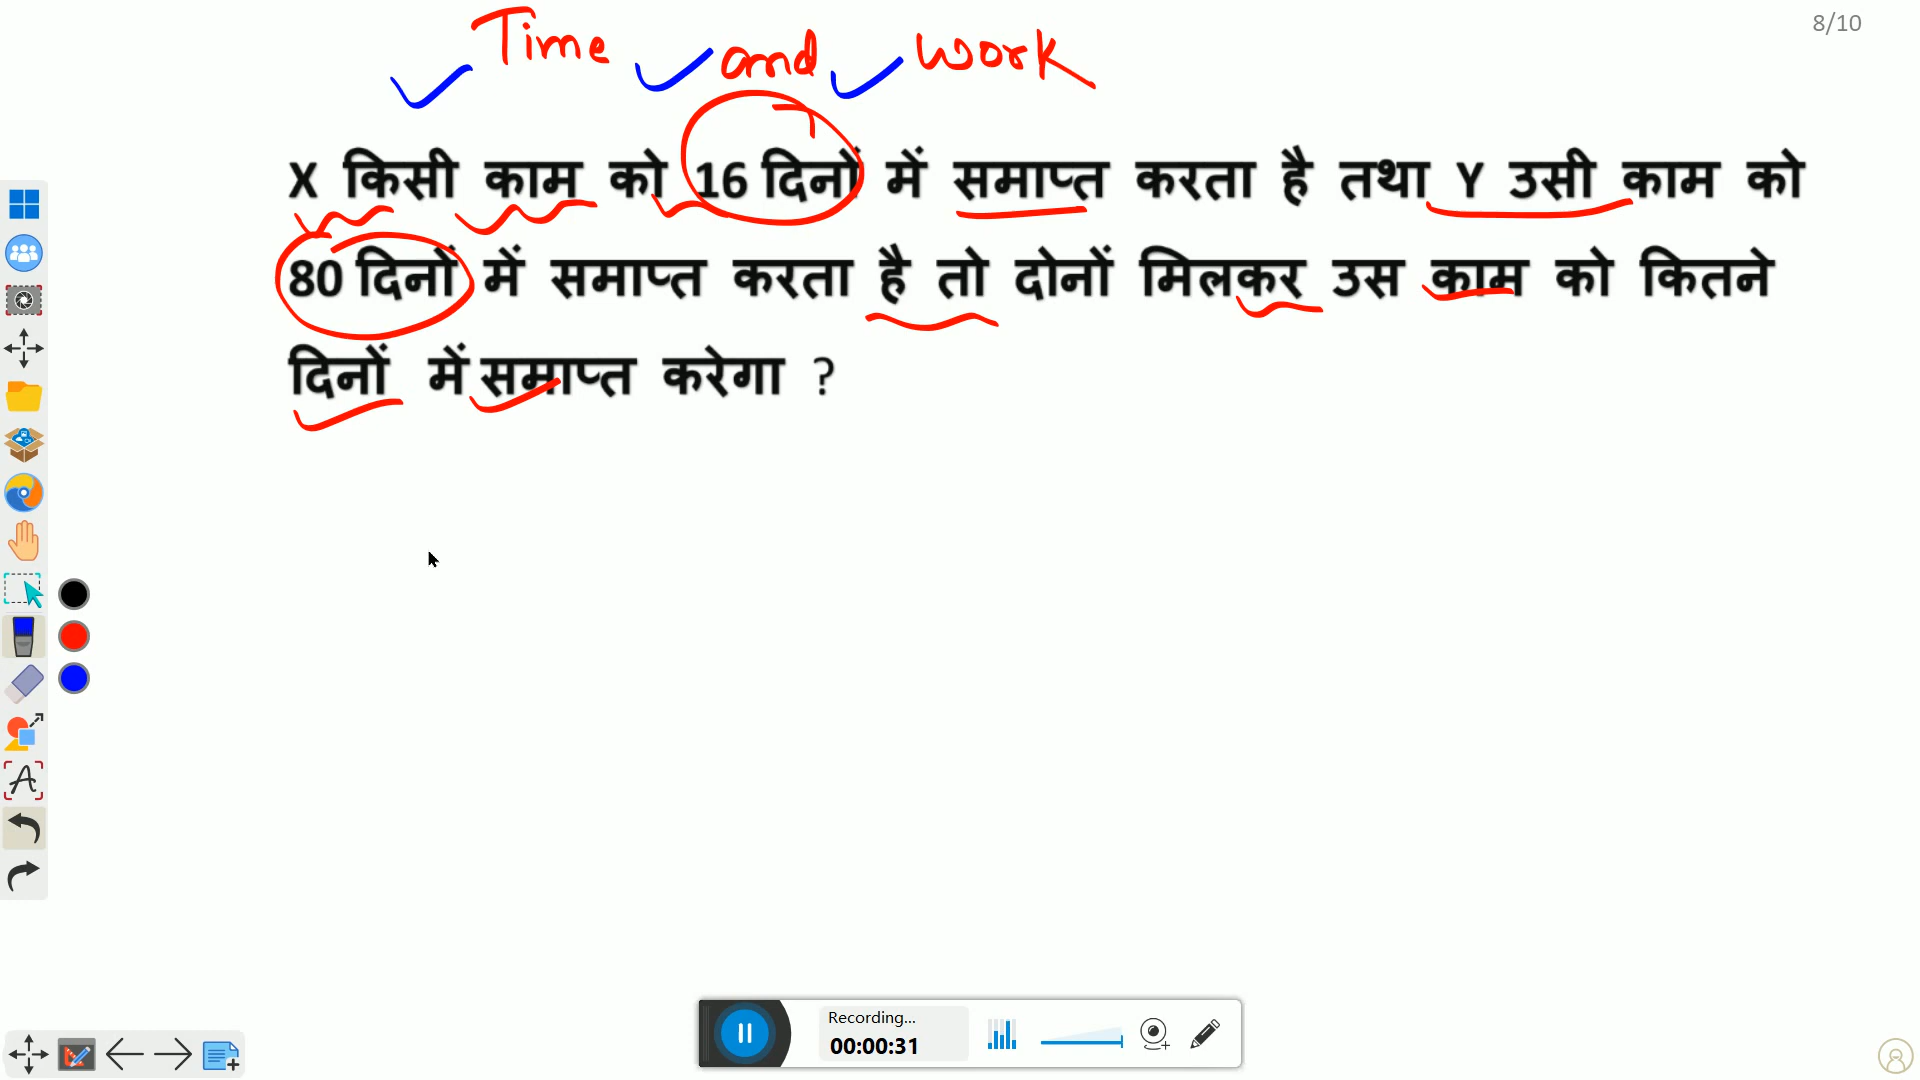 8/10
Time and work
X किसी काम को 16 दिनों में समाप्त करता है तथा Y उसी काम को
80 दिनों में समाप्त करता है तो दोनों मिलकर उस काम को कितने
दिनों में समाप्त करेगा ?
Recording...
00:00:31